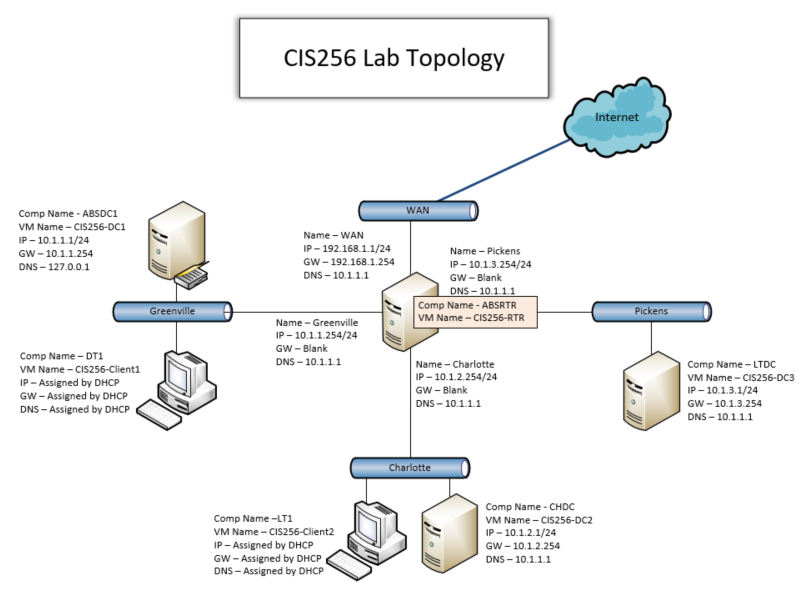 CIS256 Lab Topology
Internet
WAN
Comp Name - ABSDC1
VM Name – CIS256-DC1
IP – 10.1.1.1/24
GW – 10.1.1.254
DNS – 127.0.0.1
Name – WAN
IP – 192.168.1.1/24
GW – 192.168.1.254
DNS – 10.1.1.1
Name – Pickens
IP – 10.1.3.254/24
GW – Blank
DNS – 10.1.1.1
Comp Name - ABSRTR
VM Name – CIS256-RTR
Greenville
Name – Greenville
IP – 10.1.1.254/24
GW – Blank
DNS – 10.1.1.1
Pickens
Comp Name – DT1
VM Name – CIS256-Client1
IP – Assigned by DHCP
GW – Assigned by DHCP
DNS – Assigned by DHCP
Name – Charlotte
IP – 10.1.2.254/24
GW – Blank
DNS – 10.1.1.1
Comp Name – LTDC
VM Name – CIS256-DC3
IP – 10.1.3.1/24
GW – 10.1.3.254
DNS – 10.1.1.1
Charlotte
Comp Name –LT1
VM Name – CIS256-Client2
IP – Assigned by DHCP
GW – Assigned by DHCP
DNS – Assigned by DHCP
Comp Name - CHDC
VM Name – CIS256-DC2
IP – 10.1.2.1/24
GW – 10.1.2.254
DNS – 10.1.1.1